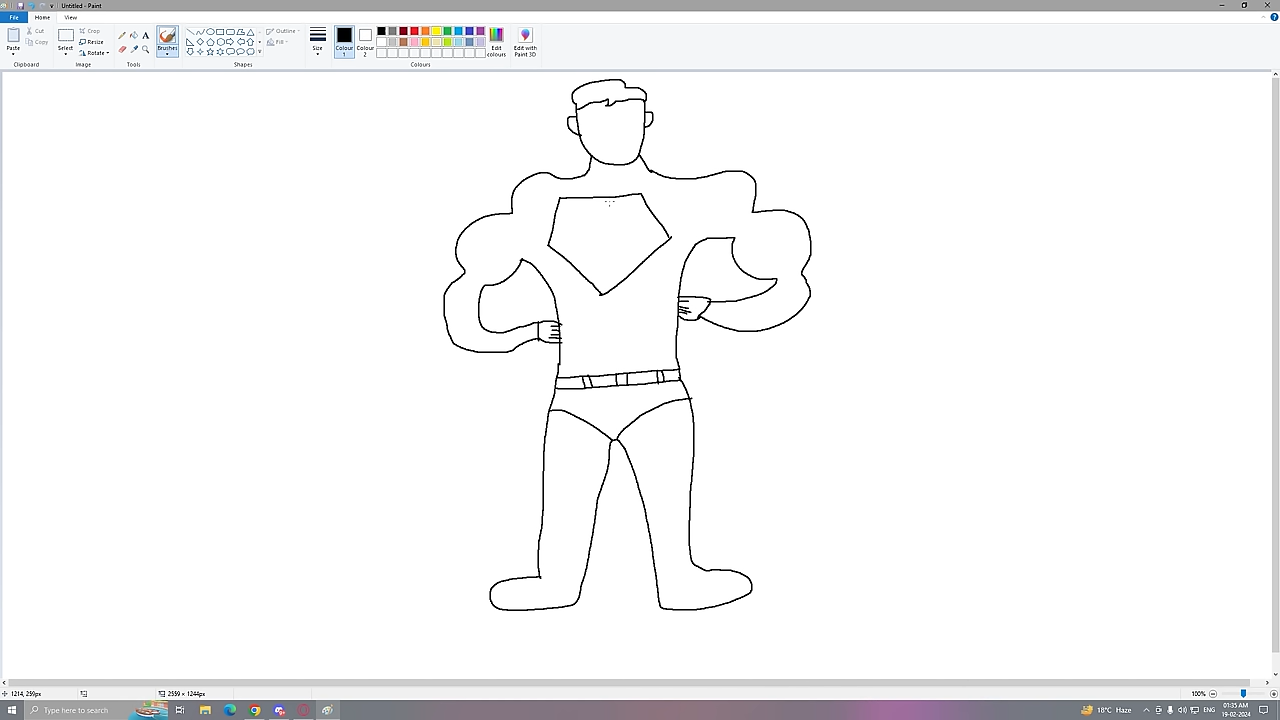 Untitled - Paint
File Home View
Paste
Cut
Copy
Clipboard
Select
Crop
Resize
Rotate
Image
A
Tools
Brushes
Outline
Fill
Shapes
Size
Colour 1
Colour 2
Edit colours
Colours
Edit with Paint 3D
1214, 259px
2559 × 1244px
100%
Type here to search
18°C Haze
ENG
01:35 AM
19-02-2024